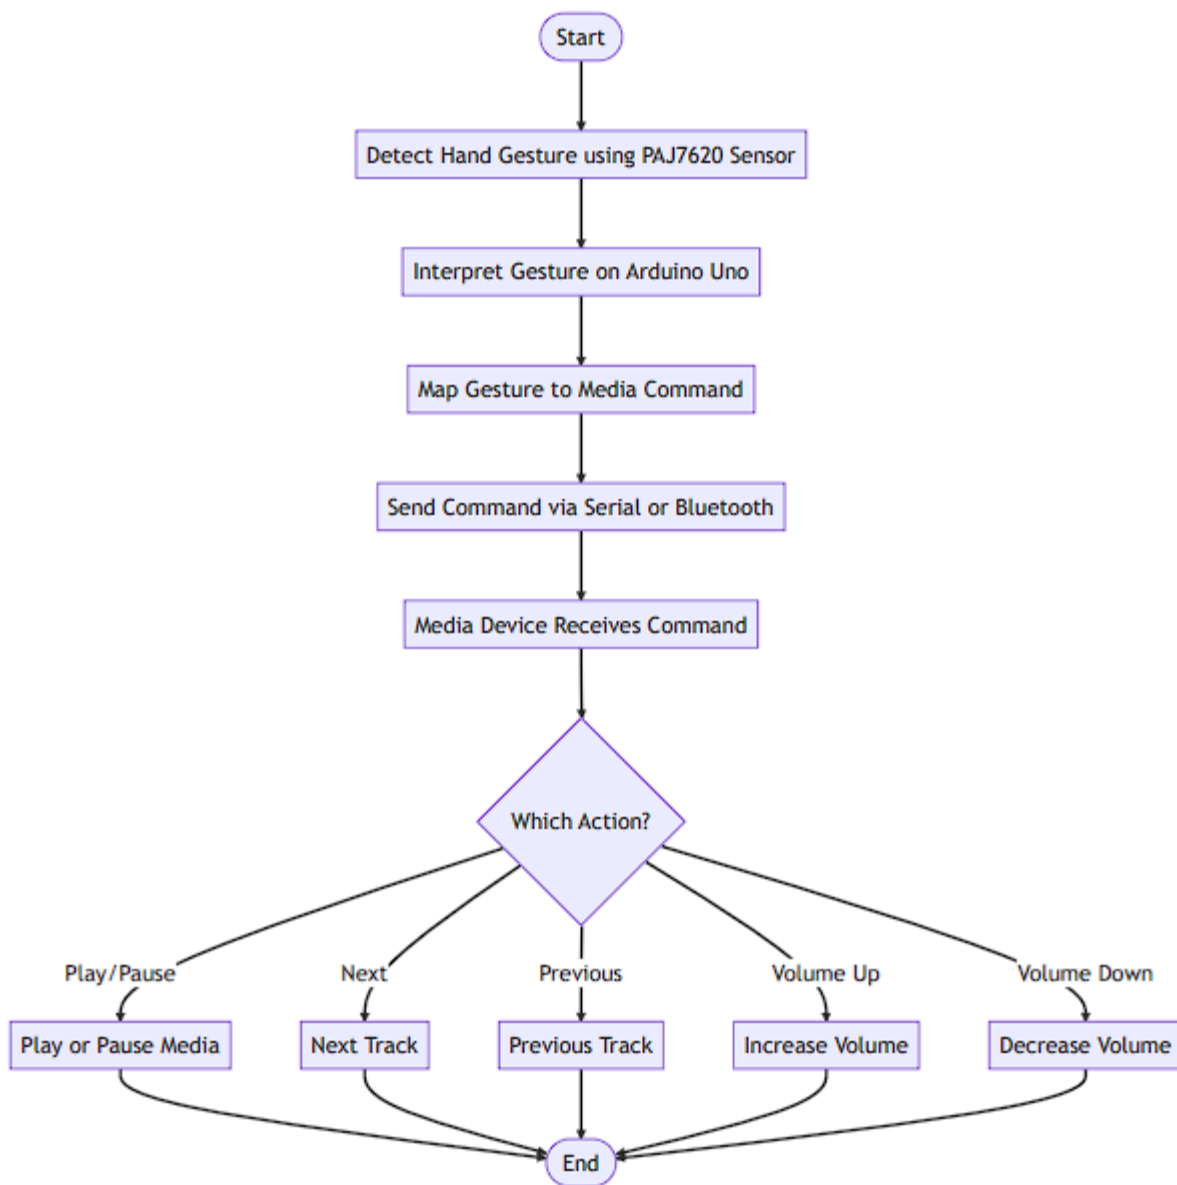 Start
Detect Hand Gesture using PAJ7620 Sensor
Interpret Gesture on Arduino Uno
Map Gesture to Media Command
Send Command via Serial or Bluetooth
Media Device Receives Command
Which Action?
Play/Pause
Next
Previous
Volume Up
Volume Down
Play or Pause Media
Next Track
Previous Track
Increase Volume
Decrease Volume
End